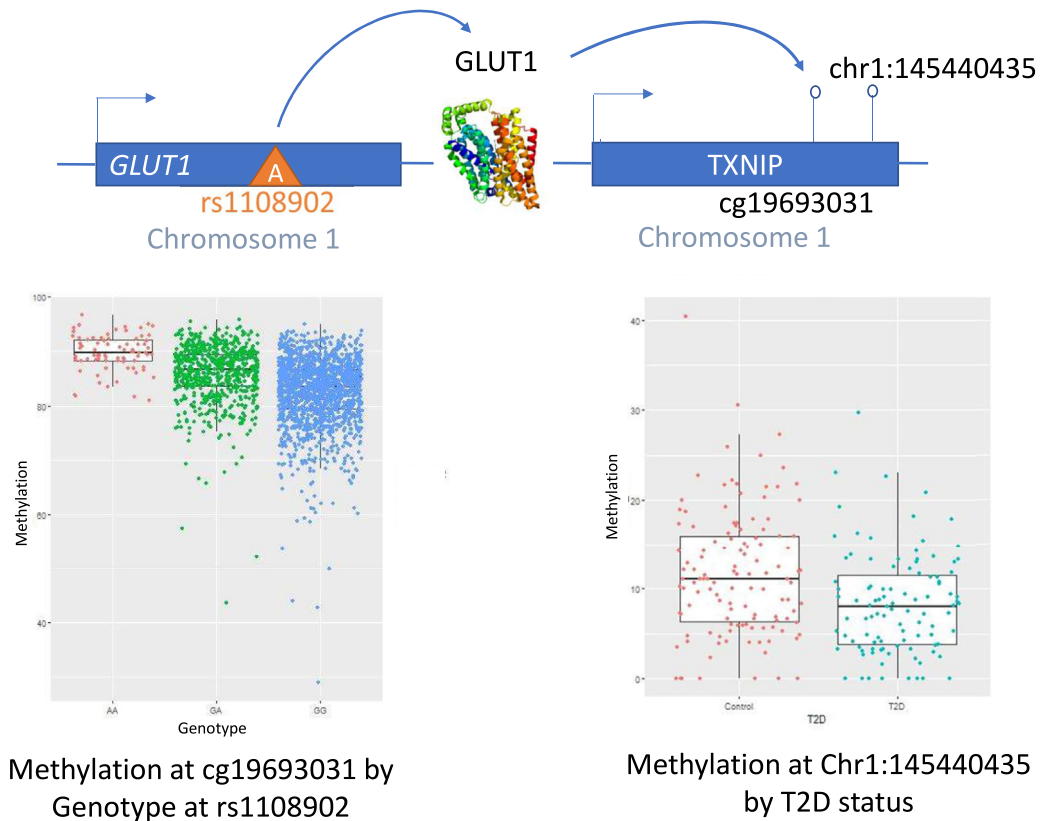 GLUT1
chr1:145440435
GLUT1
A
TXNIP
rs1108902
cg19693031
Chromosome 1
Chromosome 1
100
80
60
40
Methylation
AA
GA
GG
Genotype
40
30
20
10
0
Methylation
Control
T2D
T2D
Methylation at cg19693031 by
Genotype at rs1108902
Methylation at Chr1:145440435
by T2D status